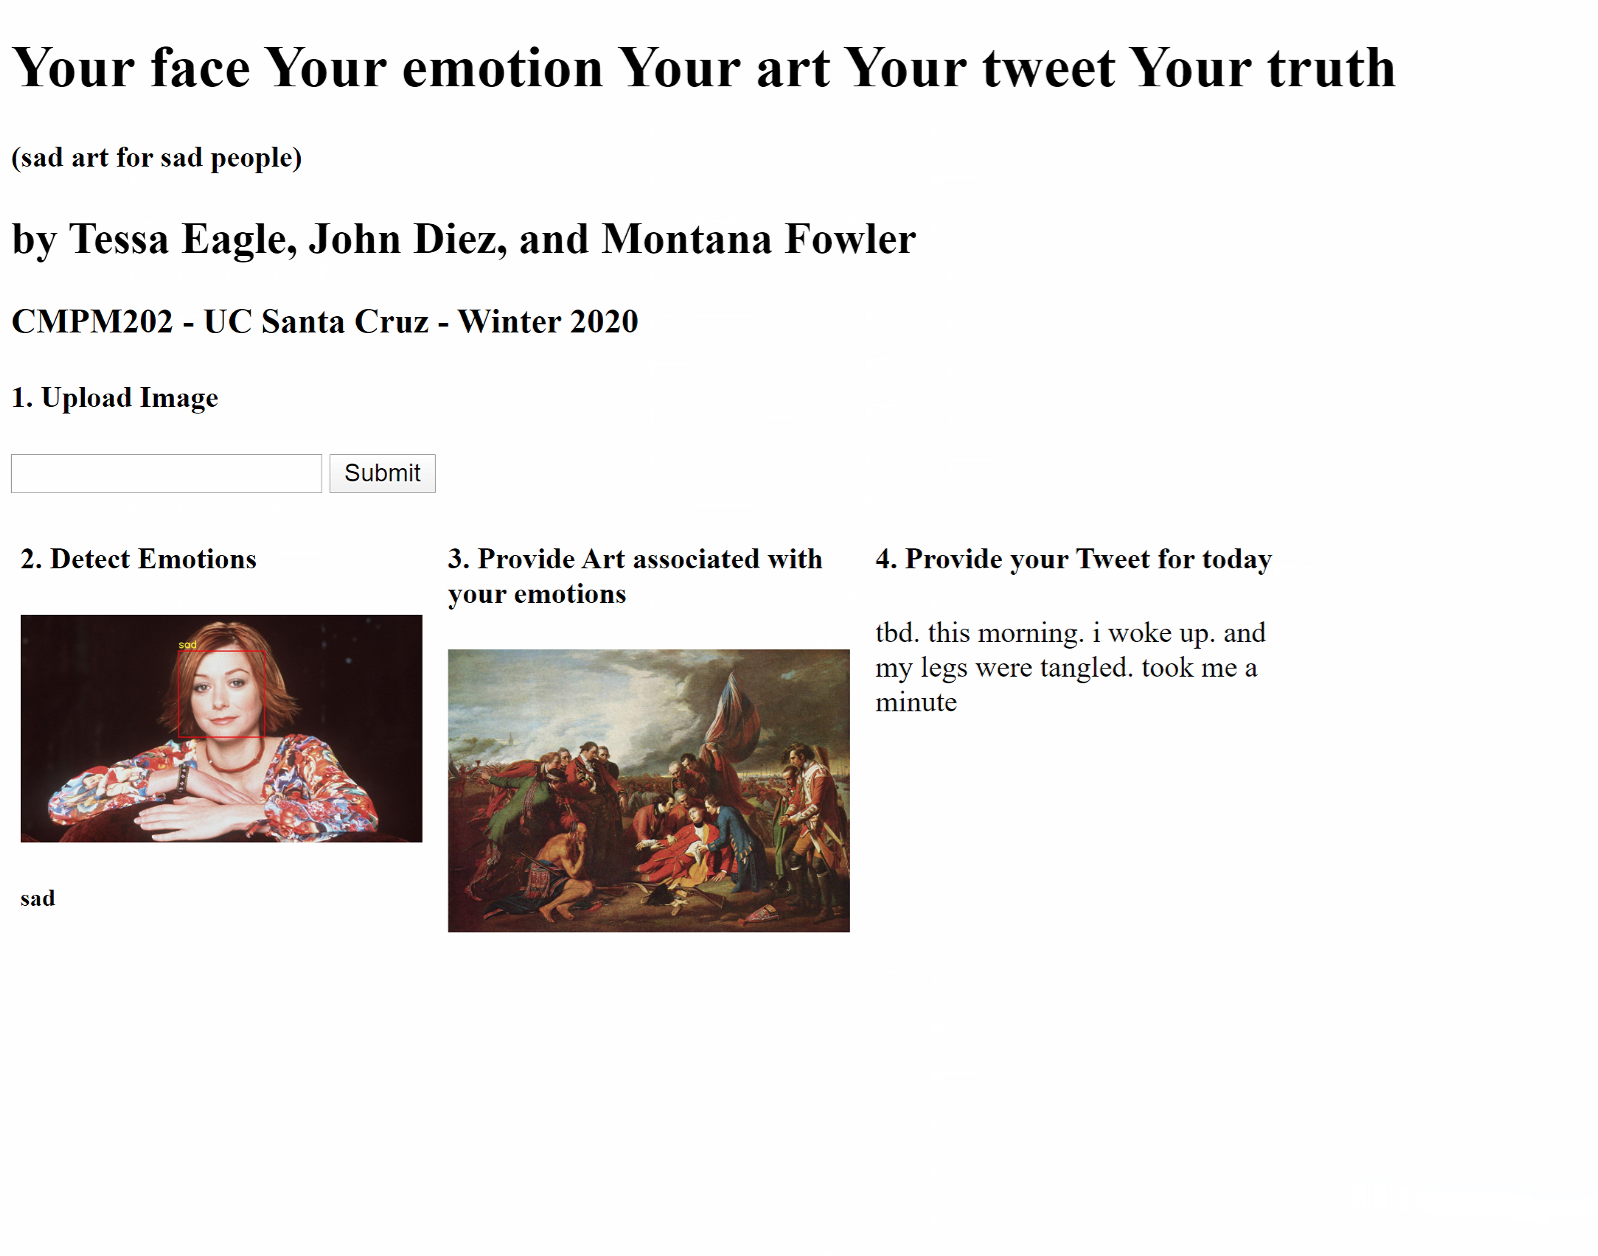 Your face Your emotion Your art Your tweet Your truth
(sad art for sad people)
by Tessa Eagle, John Diez, and Montana Fowler
CMPM202 - UC Santa Cruz - Winter 2020
1. Upload Image
Submit
2. Detect Emotions
sad
sad
3. Provide Art associated with
your emotions
4. Provide your Tweet for today
tbd. this morning. i woke up. and
my legs were tangled. took me a
minute